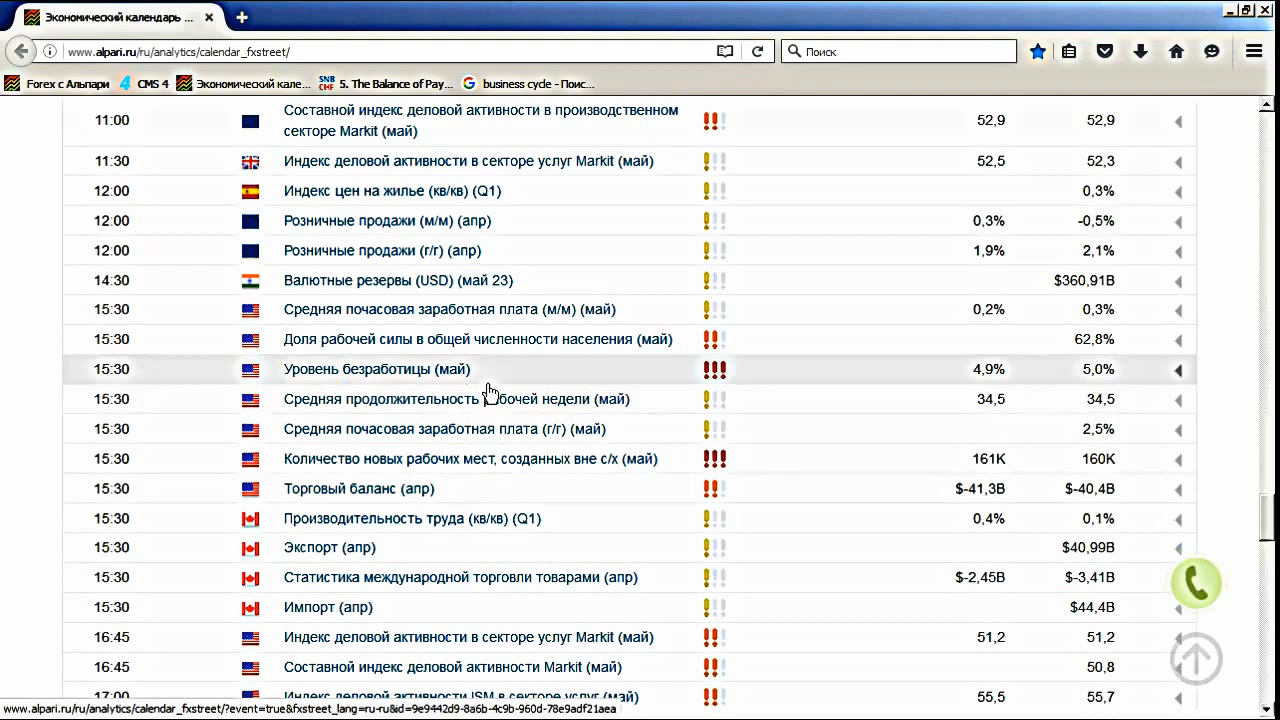 Экономический календарь ...
www.alpari.ru/ru/analytics/calendar_fxstreet/
Поиск
Forex с Альпари
CMS 4
Экономический кале...
SNB CHF
5. The Balance of Pay...
business cycle - Поис...
11:00 Составной индекс деловой активности в производственном 52,9 52,9
секторе Markit (май)
11:30 Индекс деловой активности в секторе услуг Markit (май) 52,5 52,3
12:00 Индекс цен на жилье (кв/кв) (Q1) 0,3%
12:00 Розничные продажи (м/м) (апр) 0,3% -0,5%
12:00 Розничные продажи (г/г) (апр) 1,9% 2,1%
14:30 Валютные резервы (USD) (май 23) $360,91B
15:30 Средняя почасовая заработная плата (м/м) (май) 0,2% 0,3%
15:30 Доля рабочей силы в общей численности населения (май) 62,8%
15:30 Уровень безработицы (май) 4,9% 5,0%
15:30 Средняя продолжительность рабочей недели (май) 34,5 34,5
15:30 Средняя почасовая заработная плата (г/г) (май) 2,5%
15:30 Количество новых рабочих мест, созданных вне с/х (май) 161K 160K
15:30 Торговый баланс (апр) $-41,3B $-40,4B
15:30 Производительность труда (кв/кв) (Q1) 0,4% 0,1%
15:30 Экспорт (апр) $40,99B
15:30 Статистика международной торговли товарами (апр) $-2,45B $-3,41B
15:30 Импорт (апр) $44,4B
16:45 Индекс деловой активности в секторе услуг Markit (май) 51,2 51,2
16:45 Составной индекс деловой активности Markit (май) 50,8
17:00 Индекс деловой активности ISM в секторе услуг (май) 55,5 55,7
www.alpari.ru/ru/analytics/calendar_fxstreet/?event=true&fxstreet_lang=ru-ru&id=9e9442d9-8a6b-4c9b-960d-78e9adf21aea